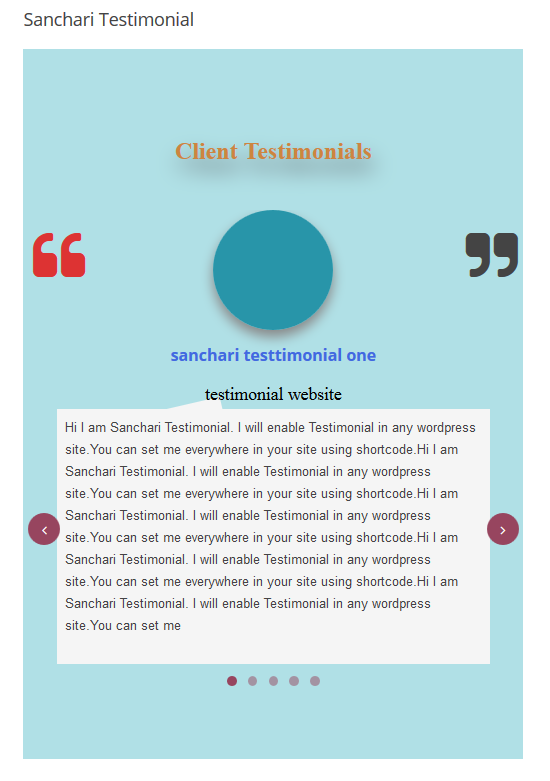 Sanchari Testimonial
Client Testimonials
sanchari testtimonial one
testimonial website
Hi I am Sanchari Testimonial. I will enable Testimonial in any wordpress
site.You can set me everywhere in your site using shortcode.Hi I am
Sanchari Testimonial. I will enable Testimonial in any wordpress
site.You can set me everywhere in your site using shortcode.Hi I am
Sanchari Testimonial. I will enable Testimonial in any wordpress
site.You can set me everywhere in your site using shortcode.Hi I am
Sanchari Testimonial. I will enable Testimonial in any wordpress
site.You can set me everywhere in your site using shortcode.Hi I am
Sanchari Testimonial. I will enable Testimonial in any wordpress
site.You can set me